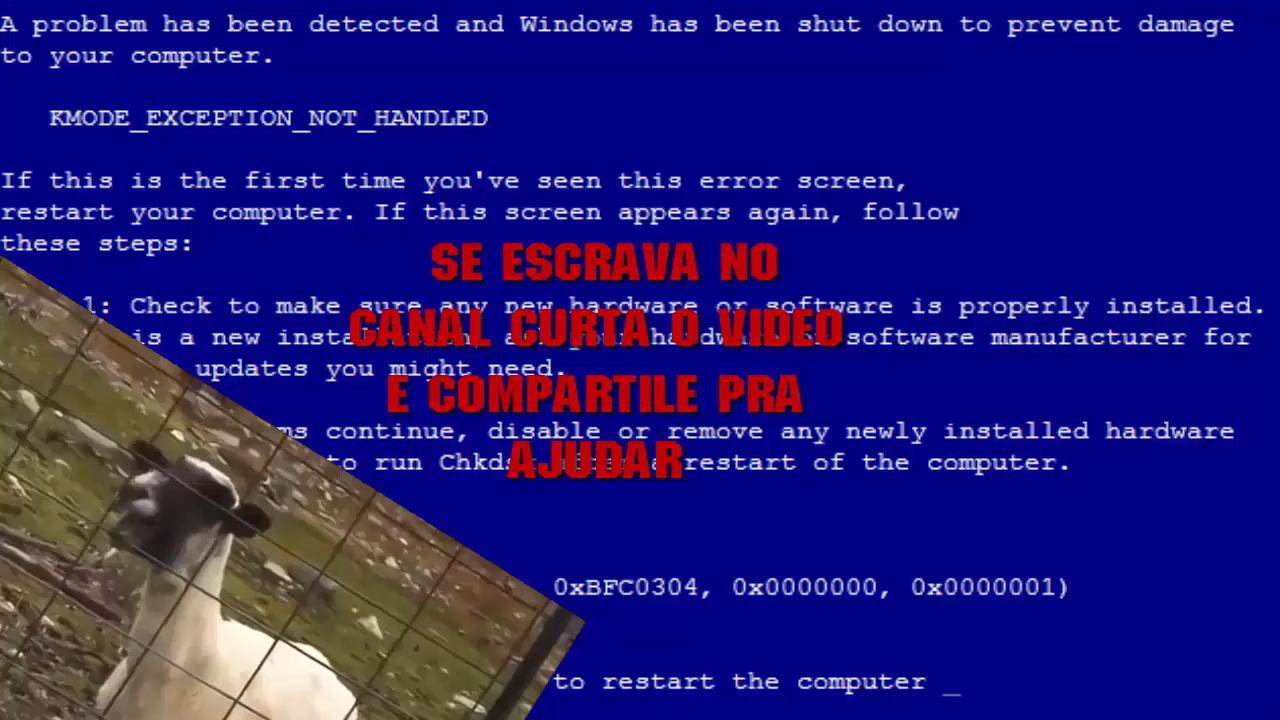 A problem has been detected and Windows has been shut down to prevent damage
to your computer.
KMODE_EXCEPTION_NOT_HANDLED
If this is the first time you've seen this error screen,
restart your computer. If this screen appears again, follow
these steps:
SE ESCRAVA NO
CANAL CURTA O VIDEO
E COMPARTILE PRA
AJUDAR
1: Check to make sure any new hardware or software is properly installed.
is a new software manufacturer for
updates you might need.
continue, disable or remove any newly installed hardware
to run restart of the computer.
0xBFC0304, 0x0000000, 0x0000001)
to restart the computer _